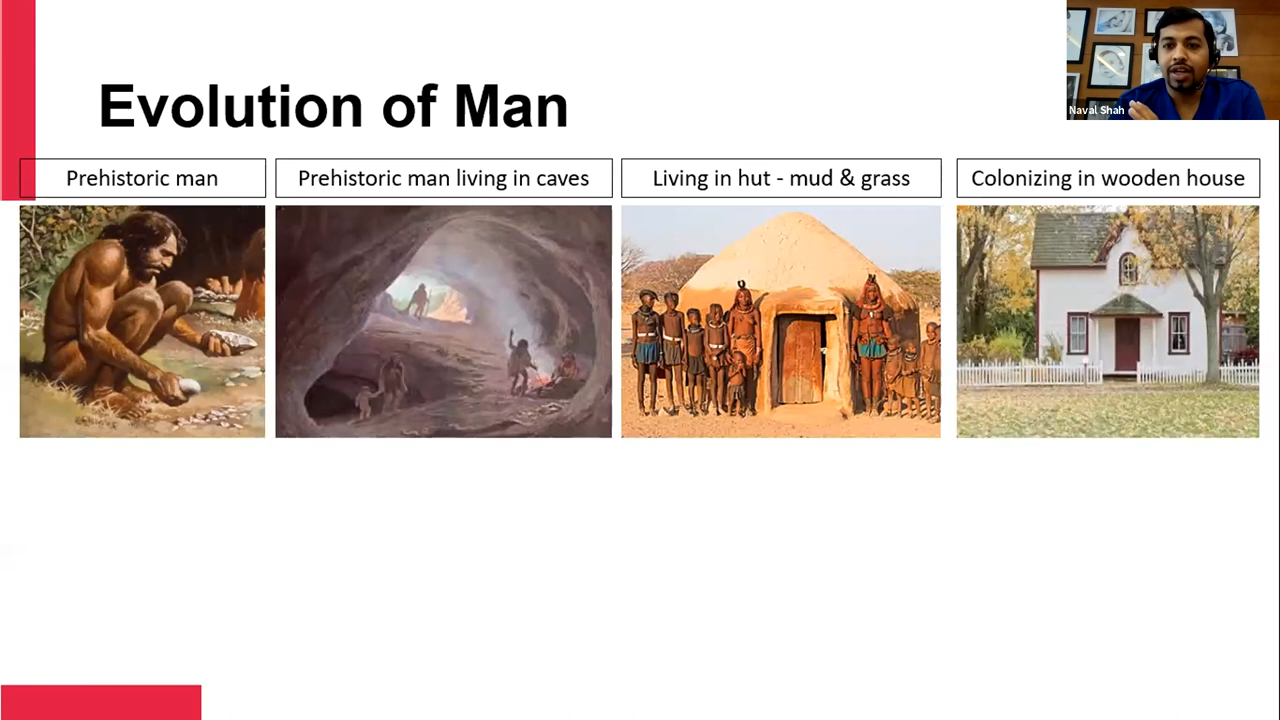 Naval Shah
Evolution of Man
Prehistoric man
Prehistoric man living in caves
Living in hut - mud & grass
Colonizing in wooden house